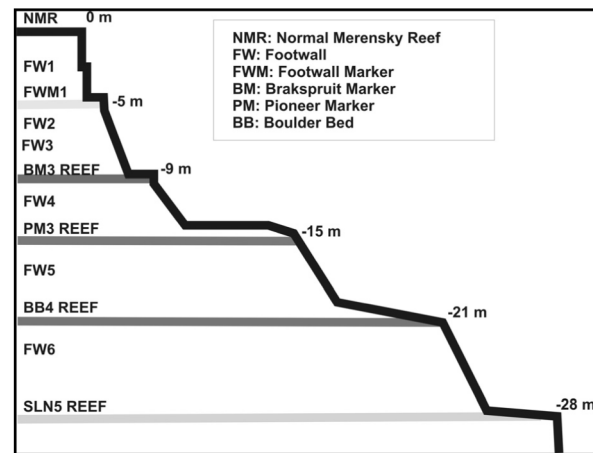 NMR 0 m
NMR: Normal Merensky Reef
FW: Footwall
FWM: Footwall Marker
BM: Brakspruit Marker
PM: Pioneer Marker
BB: Boulder Bed
FW1
FWM1
-5 m
FW2
FW3
BM3 REEF
-9 m
FW4
PM3 REEF
-15 m
FW5
BB4 REEF
-21 m
FW6
SLN5 REEF
-28 m